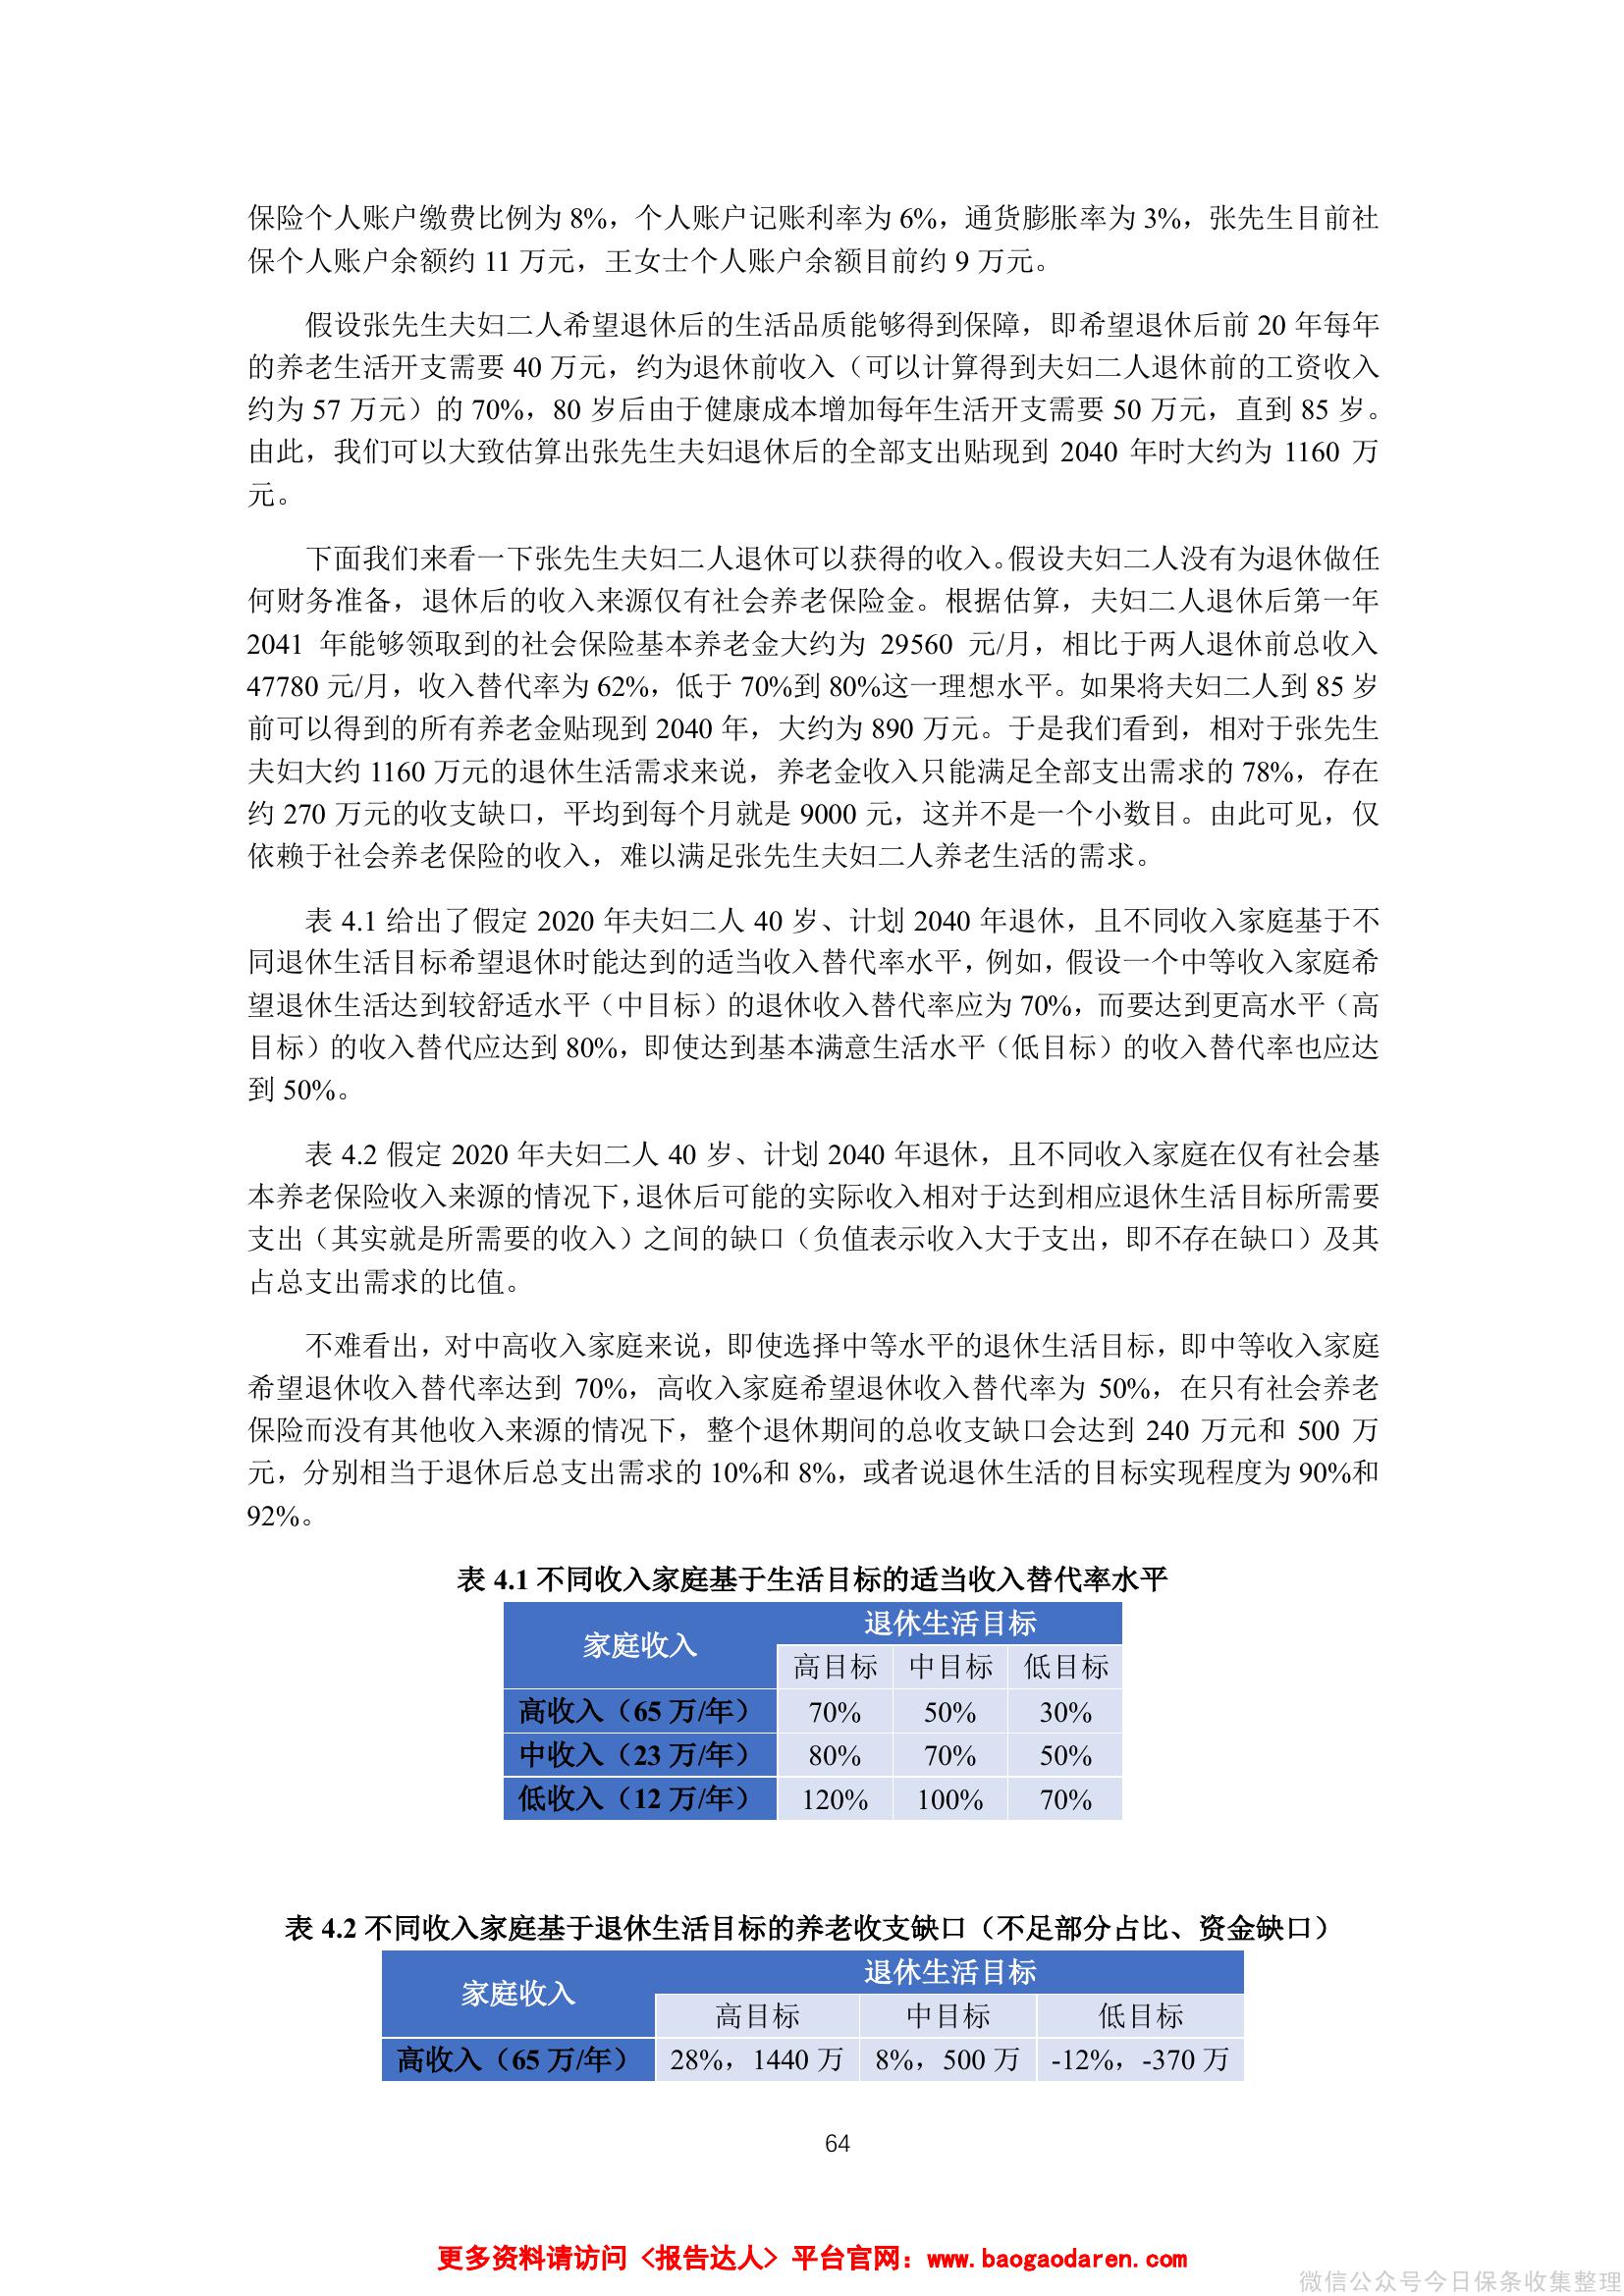 保险个人账户缴费比例为 8%，个人账户记账利率为 6%，通货膨胀率为 3%，张先生目前社
保个人账户余额约 11 万元，王女士个人账户余额目前约 9 万元。
假设张先生夫妇二人希望退休后的生活品质能够得到保障，即希望退休后前 20 年每年
的养老生活开支需要 40 万元，约为退休前收入（可以计算得到夫妇二人退休前的工资收入
约为 57 万元）的 70%，80 岁后由于健康成本增加每年生活开支需要 50 万元，直到 85 岁。
由此，我们可以大致估算出张先生夫妇退休后的全部支出贴现到 2040 年时大约为 1160 万
元。
下面我们来看一下张先生夫妇二人退休可以获得的收入。假设夫妇二人没有为退休做任
何财务准备，退休后的收入来源仅有社会养老保险金。根据估算，夫妇二人退休后第一年
2041 年能够领取到的社会保险基本养老金大约为 29560 元/月，相比于两人退休前总收入
47780 元/月，收入替代率为 62%，低于 70%到 80%这一理想水平。如果将夫妇二人到 85 岁
前可以得到的所有养老金贴现到 2040 年，大约为 890 万元。于是我们看到，相对于张先生
夫妇大约 1160 万元的退休生活需求来说，养老金收入只能满足全部支出需求的 78%，存在
约 270 万元的收支缺口，平均到每个月就是 9000 元，这并不是一个小数目。由此可见，仅
依赖于社会养老保险的收入，难以满足张先生夫妇二人养老生活的需求。
表 4.1 给出了假定 2020 年夫妇二人 40 岁、计划 2040 年退休，且不同收入家庭基于不
同退休生活目标希望退休时能达到的适当收入替代率水平，例如，假设一个中等收入家庭希
望退休生活达到较舒适水平（中目标）的退休收入替代率应为 70%，而要达到更高水平（高
目标）的收入替代应达到 80%，即使达到基本满意生活水平（低目标）的收入替代率也应达
到 50%。
表 4.2 假定 2020 年夫妇二人 40 岁、计划 2040 年退休，且不同收入家庭在仅有社会基
本养老保险收入来源的情况下，退休后可能的实际收入相对于达到相应退休生活目标所需要
支出（其实就是所需要的收入）之间的缺口（负值表示收入大于支出，即不存在缺口）及其
占总支出需求的比值。
不难看出，对中高收入家庭来说，即使选择中等水平的退休生活目标，即中等收入家庭
希望退休收入替代率达到 70%，高收入家庭希望退休收入替代率为 50%，在只有社会养老
保险而没有其他收入来源的情况下，整个退休期间的总收支缺口会达到 240 万元和 500 万
元，分别相当于退休后总支出需求的 10%和 8%，或者说退休生活的目标实现程度为 90%和
92%。
表 4.1 不同收入家庭基于生活目标的适当收入替代率水平
家庭收入 退休生活目标
高目标 中目标 低目标
高收入（65 万/年） 70% 50% 30%
中收入（23 万/年） 80% 70% 50%
低收入（12 万/年） 120% 100% 70%
表 4.2 不同收入家庭基于退休生活目标的养老收支缺口（不足部分占比、资金缺口）
家庭收入 退休生活目标
高目标 中目标 低目标
高收入（65 万/年） 28%，1440 万 8%，500 万 -12%，-370 万
64
更多资料请访问 <报告达人> 平台官网：www.baogaodaren.com
微信公众号今日保条收集整理